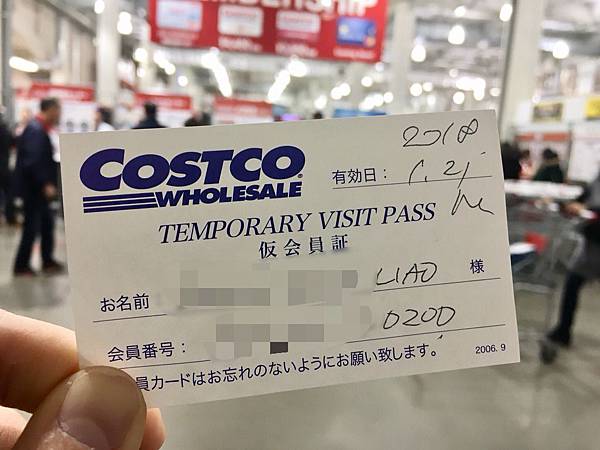 MEMBERSHIP
COSTCO
WHOLESALE
2018
有効日: 1.21
TEMPORARY VISIT PASS
仮会員証
お名前 LIAO 様
会員番号: 0200
員カードはお忘れのないようにお願い致します。 2006.9